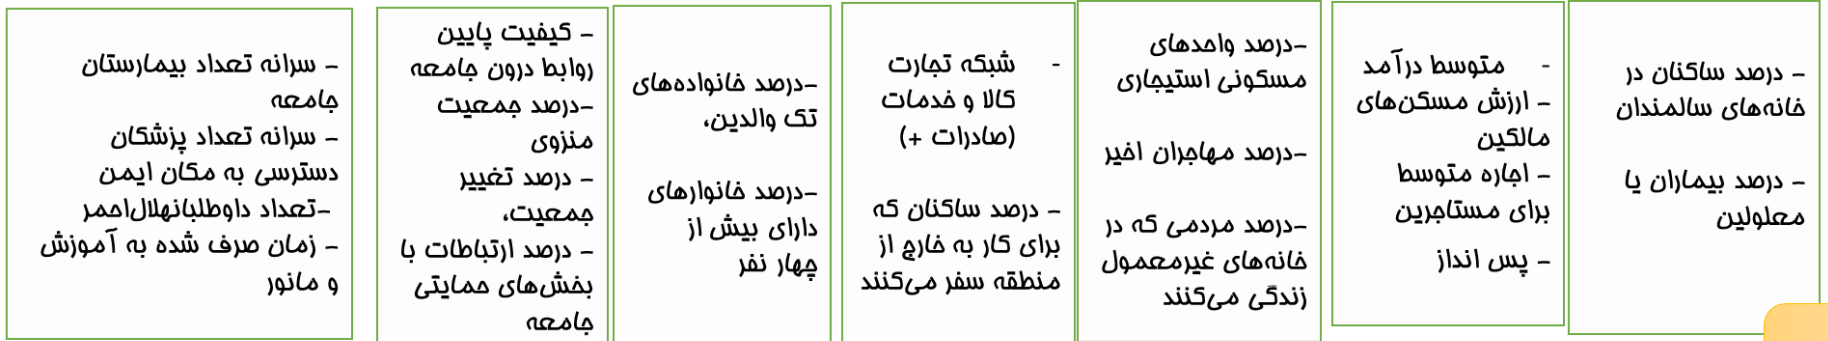 – درصد ساکنان در
خانه‌های سالمندان
– درصد بیماران یا
معلولین
- متوسط درآمد
– ارزش مسکن‌های
مالکین
– اجاره متوسط
برای مستاجرین
– پس انداز
–درصد واحدهای
مسکونی استیجاری
–درصد مهاجران اخیر
–درصد مردمی که در
خانه‌های غیرمعمول
زندگی می‌کنند
- شبکه تجارت
کالا و خدمات
(صادرات +)
– درصد ساکنان که
برای کار به خارج از
منطقه سفر می‌کنند
–درصد خانواده‌های
تک والدین،
–درصد خانوارهای
دارای بیش از
چهار نفر
– کیفیت پایین
روابط درون جامعه
–درصد جمعیت
منزوی
– درصد تغییر
جمعیت،
– درصد ارتباطات با
بخش‌های حمایتی
جامعه
– سرانه تعداد بیمارستان
جامعه
– سرانه تعداد پزشکان
دسترسی به مکان ایمن
–تعداد داوطلبانهلال‌احمر
– زمان صرف شده به آموزش
و مانور